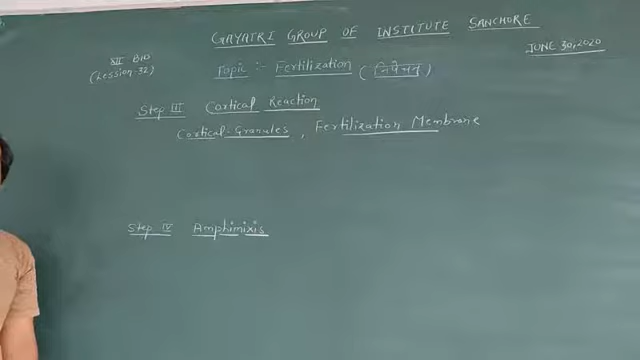 GAYATRI GROUP OF INSTITUTE SANCHORE
JUNE 30, 2020
XII BIO
(Lession-32)
Topic :- Fertilization (निषेचन)
Step III Cortical Reaction
Cortical-Granules, Fertilization Membrane
Step IV Amphimixis